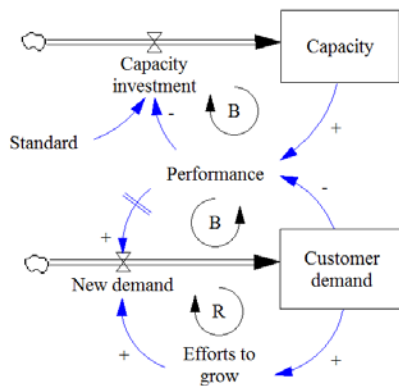 Capacity
Capacity
investment
-
B
+
Standard
Performance
-
+
B
Customer
demand
New demand
R
+
Efforts to
grow
+